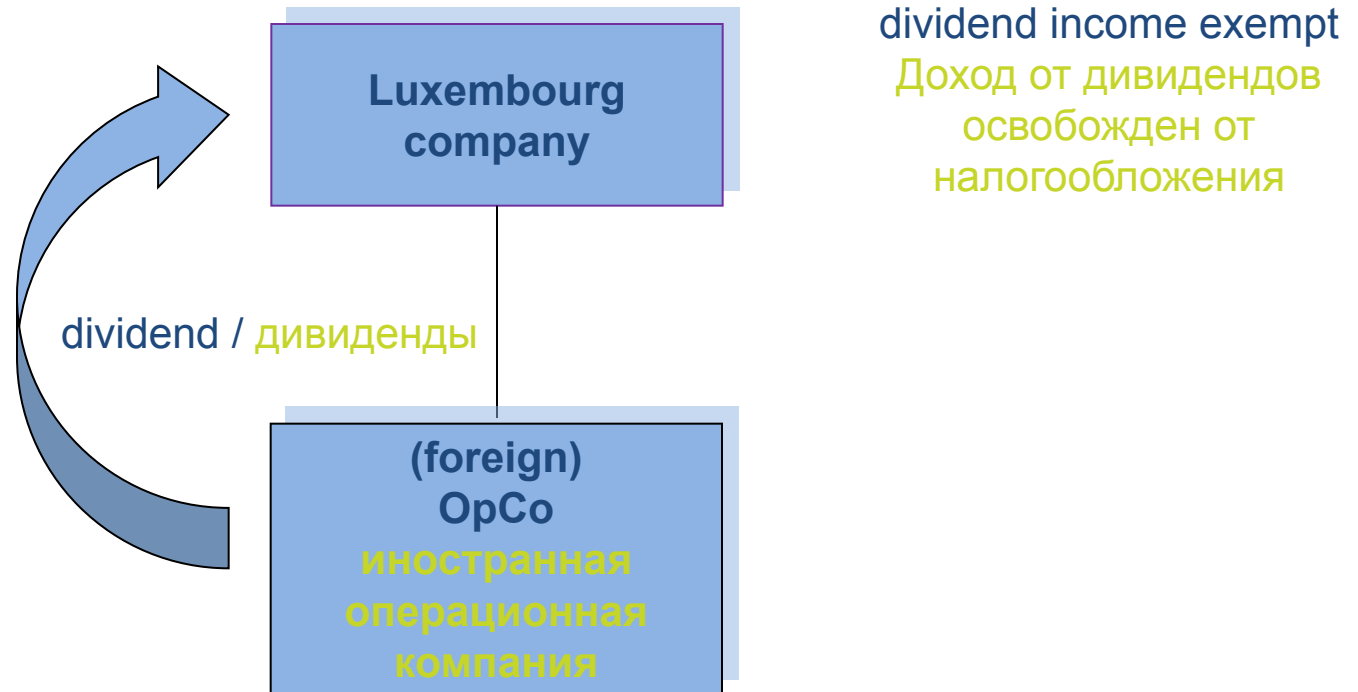 dividend income exempt
Доход от дивидендов
освобожден от
налогообложения
Luxembourg
company
dividend / дивиденды
(foreign)
OpCo
иностранная
операционная
компания